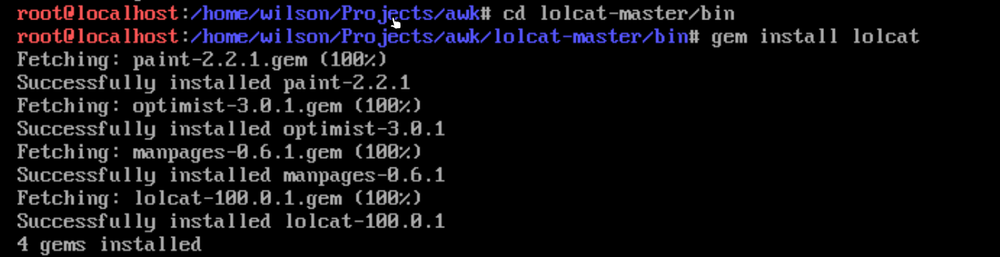 root@localhost:/home/wilson/Projects/awk# cd lolcat-master/bin
root@localhost:/home/wilson/Projects/awk/lolcat-master/bin# gem install lolcat
Fetching: paint-2.2.1.gem (100%)
Successfully installed paint-2.2.1
Fetching: optimist-3.0.1.gem (100%)
Successfully installed optimist-3.0.1
Fetching: manpages-0.6.1.gem (100%)
Successfully installed manpages-0.6.1
Fetching: lolcat-100.0.1.gem (100%)
Successfully installed lolcat-100.0.1
4 gems installed